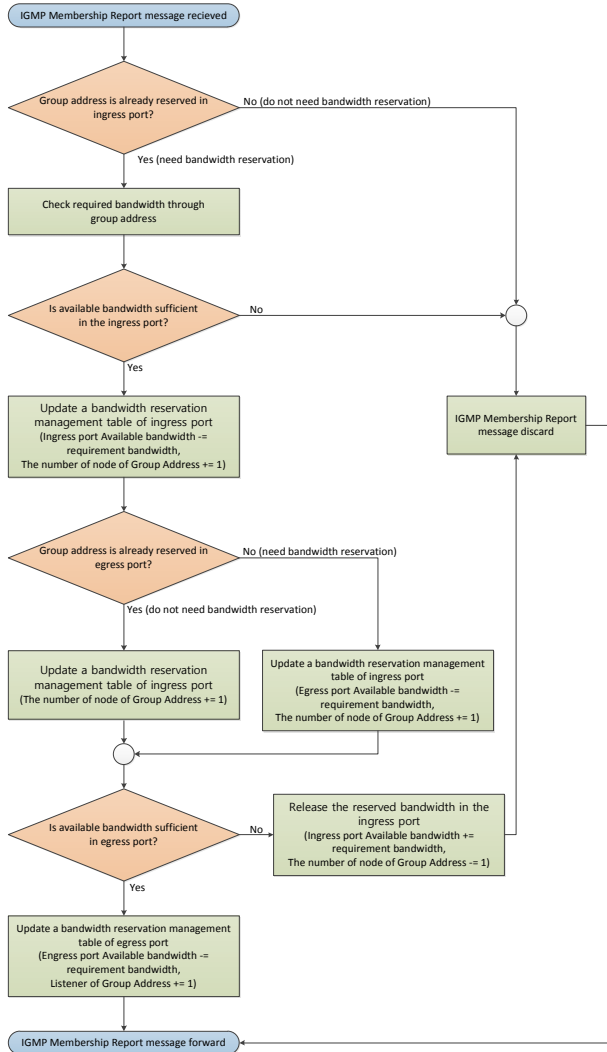 IGMP Membership Report message recieved
Group address is already reserved in
ingress port?
No (do not need bandwidth reservation)
Yes (need bandwidth reservation)
Check required bandwidth through
group address
Is available bandwidth sufficient
in the ingress port?
No
Yes
Update a bandwidth reservation
management table of ingress port
(Ingress port Available bandwidth -=
requirement bandwidth,
The number of node of Group Address += 1)
IGMP Membership Report
message discard
Group address is already reserved in
egress port?
No (need bandwidth reservation)
Yes (do not need bandwidth reservation)
Update a bandwidth reservation
management table of ingress port
(The number of node of Group Address += 1)
Update a bandwidth reservation management
table of ingress port
(Egress port Available bandwidth -=
requirement bandwidth,
The number of node of Group Address += 1)
Is available bandwidth sufficient
in egress port?
No
Release the reserved bandwidth in the
ingress port
(Ingress port Available bandwidth +=
requirement bandwidth,
The number of node of Group Address -= 1)
Yes
Update a bandwidth reservation management
table of egress port
(Engress port Available bandwidth -=
requirement bandwidth,
Listener of Group Address += 1)
IGMP Membership Report message forward